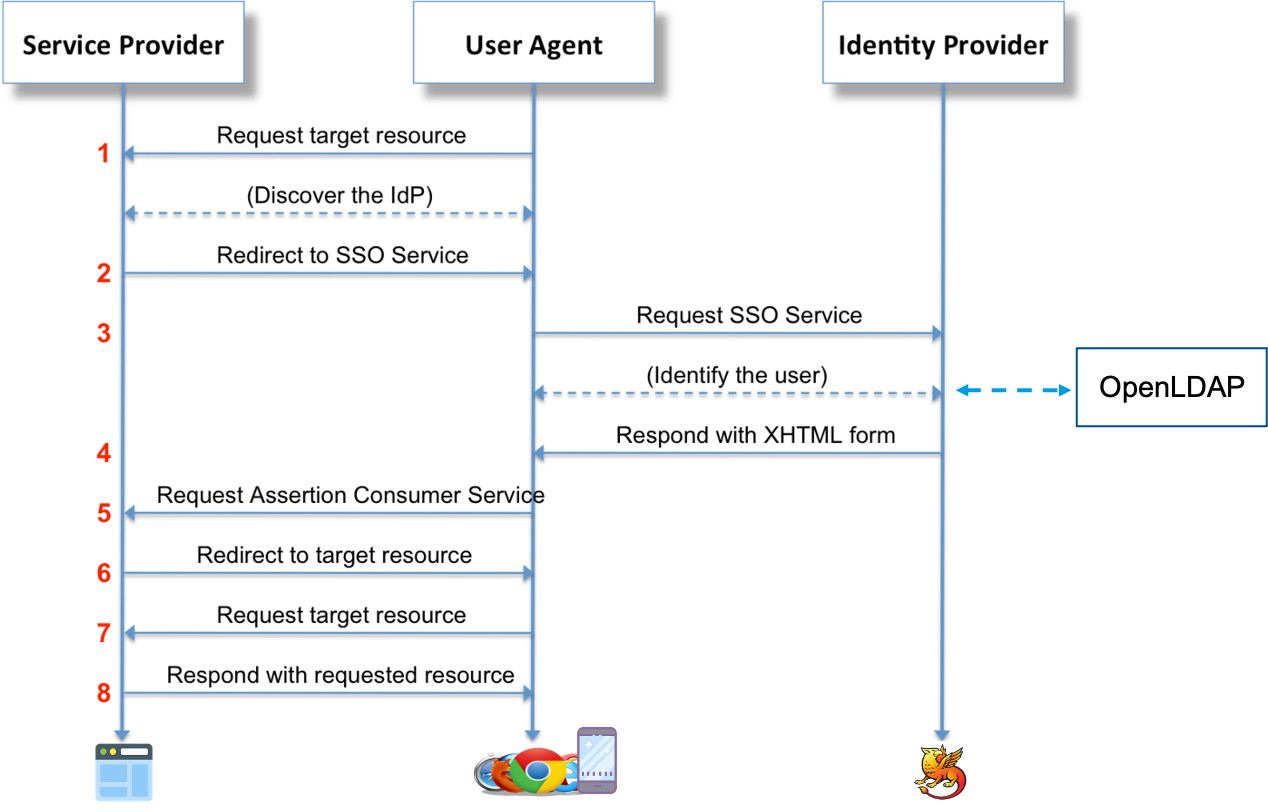 Service Provider
User Agent
Identity Provider
Request target resource
1
(Discover the IdP)
Redirect to SSO Service
2
Request SSO Service
3
(Identify the user)
OpenLDAP
Respond with XHTML form
4
Request Assertion Consumer Service
5
Redirect to target resource
6
Request target resource
7
Respond with requested resource
8